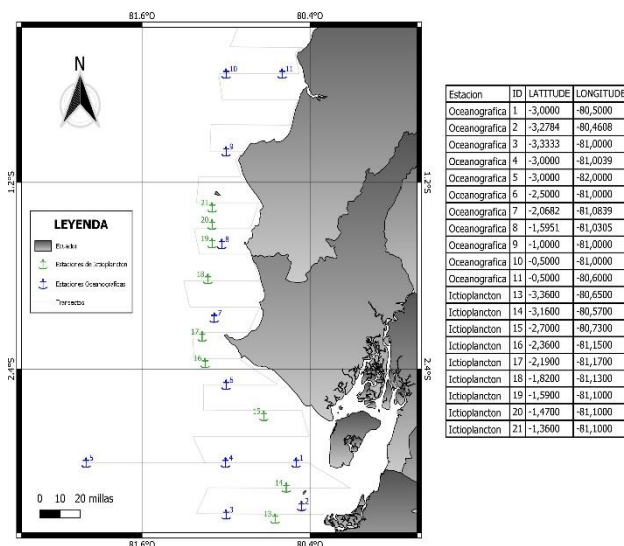 81.6°O 80.4°O
N
10 11
9
1.2°S 1.2°S
21
20
19 8
LEYENDA
Estaciones de Ictioplancton
Estaciones Oceanograficas
Transectos
18
7
17
16
2.4°S 2.4°S
6
15
5 4 1
14
0 10 20 millas
3 2
13
81.6°O 80.4°O
Estacion ID LATITUDE LONGITUDE
Oceanografica 1 -3,0000 -80,5000
Oceanografica 2 -3,2784 -80,4608
Oceanografica 3 -3,3333 -81,0000
Oceanografica 4 -3,0000 -81,0039
Oceanografica 5 -3,0000 -82,0000
Oceanografica 6 -2,5000 -81,0000
Oceanografica 7 -2,0682 -81,0839
Oceanografica 8 -1,5951 -81,0305
Oceanografica 9 -1,0000 -81,0000
Oceanografica 10 -0,5000 -81,0000
Oceanografica 11 -0,5000 -80,6000
Ictioplancton 13 -3,3600 -80,6500
Ictioplancton 14 -3,1600 -80,5700
Ictioplancton 15 -2,7000 -80,7300
Ictioplancton 16 -2,3600 -81,1500
Ictioplancton 17 -2,1900 -81,1700
Ictioplancton 18 -1,8200 -81,1300
Ictioplancton 19 -1,5900 -81,1000
Ictioplancton 20 -1,4700 -81,1000
Ictioplancton 21 -1,3600 -81,1000